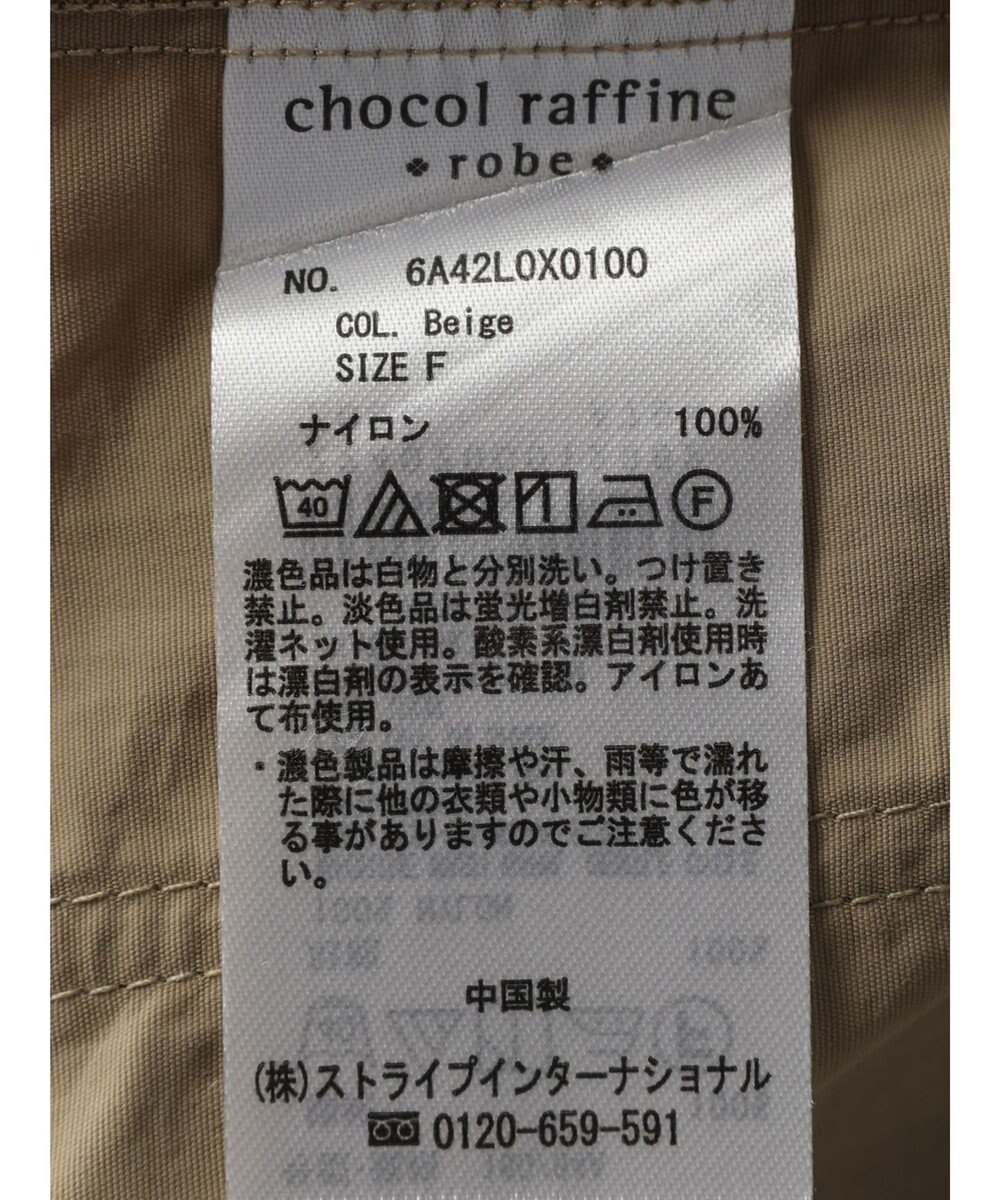 chocol raffine
robe
NO. 6A42L0X0100
COL. Beige
SIZE F
ナイロン 100%
40 F
濃色品は白物と分別洗い。つけ置き
禁止。淡色品は蛍光増白剤禁止。洗
濯ネット使用。酸素系漂白剤使用時
は漂白剤の表示を確認。アイロンあ
て布使用。
・濃色製品は摩擦や汗、雨等で濡れ
た際に他の衣類や小物類に色が移
る事がありますのでご注意くださ
い。
中国製
(株)ストライプインターナショナル
0120-659-591